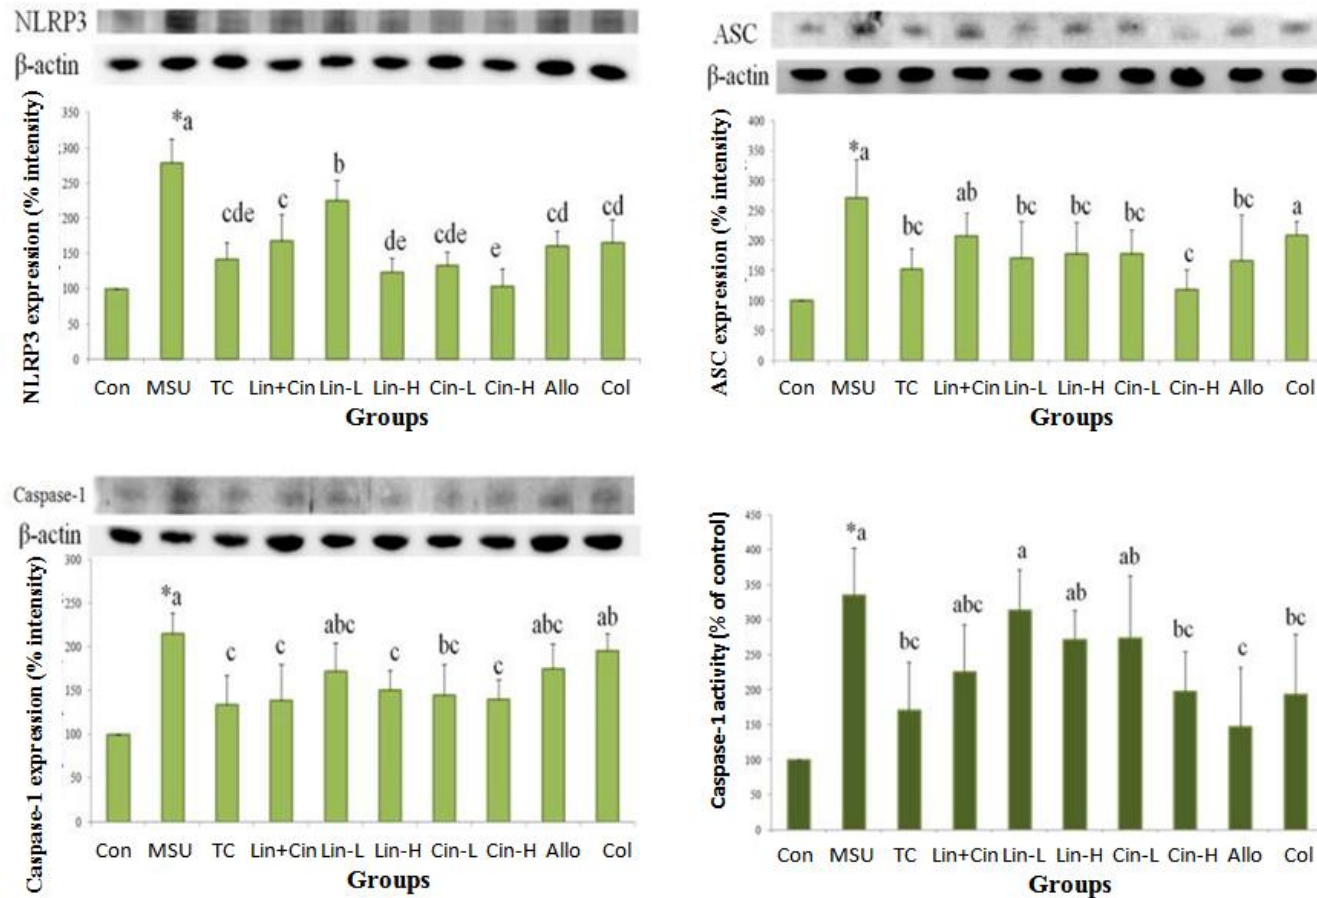 NLRP3
β-actin
NLRP3 expression (% intensity)
350
300
250
200
150
100
50
0
*a
cde
c
b
de
cde
e
cd
cd
Con MSU TC Lin+Cin Lin-L Lin-H Cin-L Cin-H Allo Col
Groups
ASC
β-actin
ASC expression (% intensity)
400
350
300
250
200
150
100
50
0
*a
bc
ab
bc
bc
bc
c
bc
a
Con MSU TC Lin+Cin Lin-L Lin-H Cin-L Cin-H Allo Col
Groups
Caspase-1
β-actin
Caspase-1 expression (% intensity)
300
250
200
150
100
50
0
*a
c
c
abc
c
bc
c
abc
ab
Con MSU TC Lin+Cin Lin-L Lin-H Cin-L Cin-H Allo Col
Groups
Caspase-1 activity (% of control)
450
400
350
300
250
200
150
100
50
0
*a
bc
abc
a
ab
ab
bc
c
bc
Con MSU TC Lin+Cin Lin-L Lin-H Cin-L Cin-H Allo Col
Groups